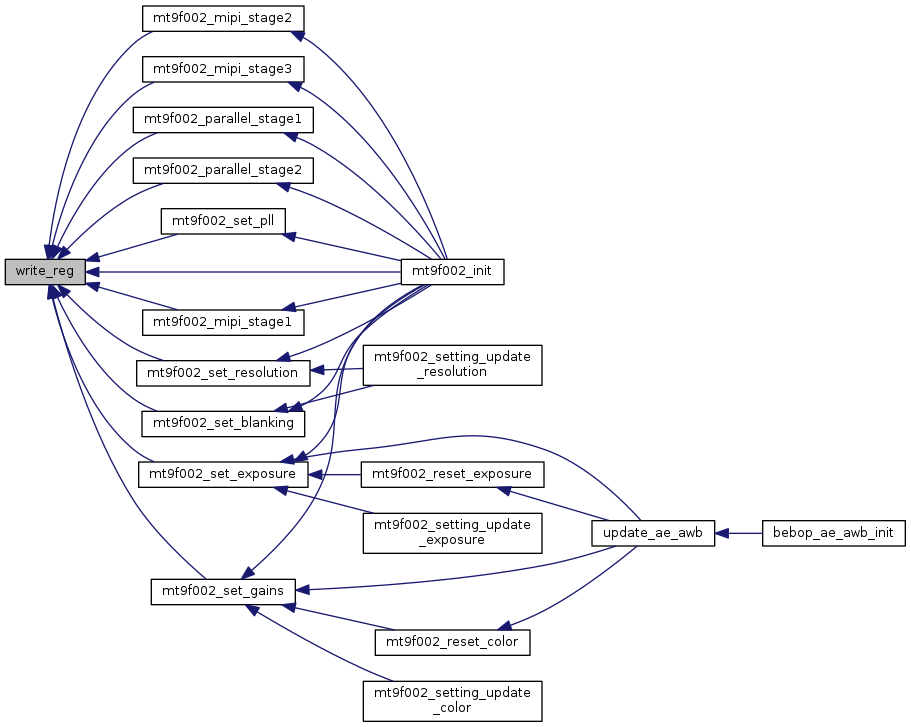 mt9f002_mipi_stage2
mt9f002_mipi_stage3
mt9f002_parallel_stage1
mt9f002_parallel_stage2
mt9f002_set_pll
write_reg
mt9f002_init
mt9f002_mipi_stage1
mt9f002_set_resolution
mt9f002_setting_update
_resolution
mt9f002_set_blanking
mt9f002_set_exposure
mt9f002_reset_exposure
mt9f002_setting_update
_exposure
update_ae_awb
bebop_ae_awb_init
mt9f002_set_gains
mt9f002_reset_color
mt9f002_setting_update
_color